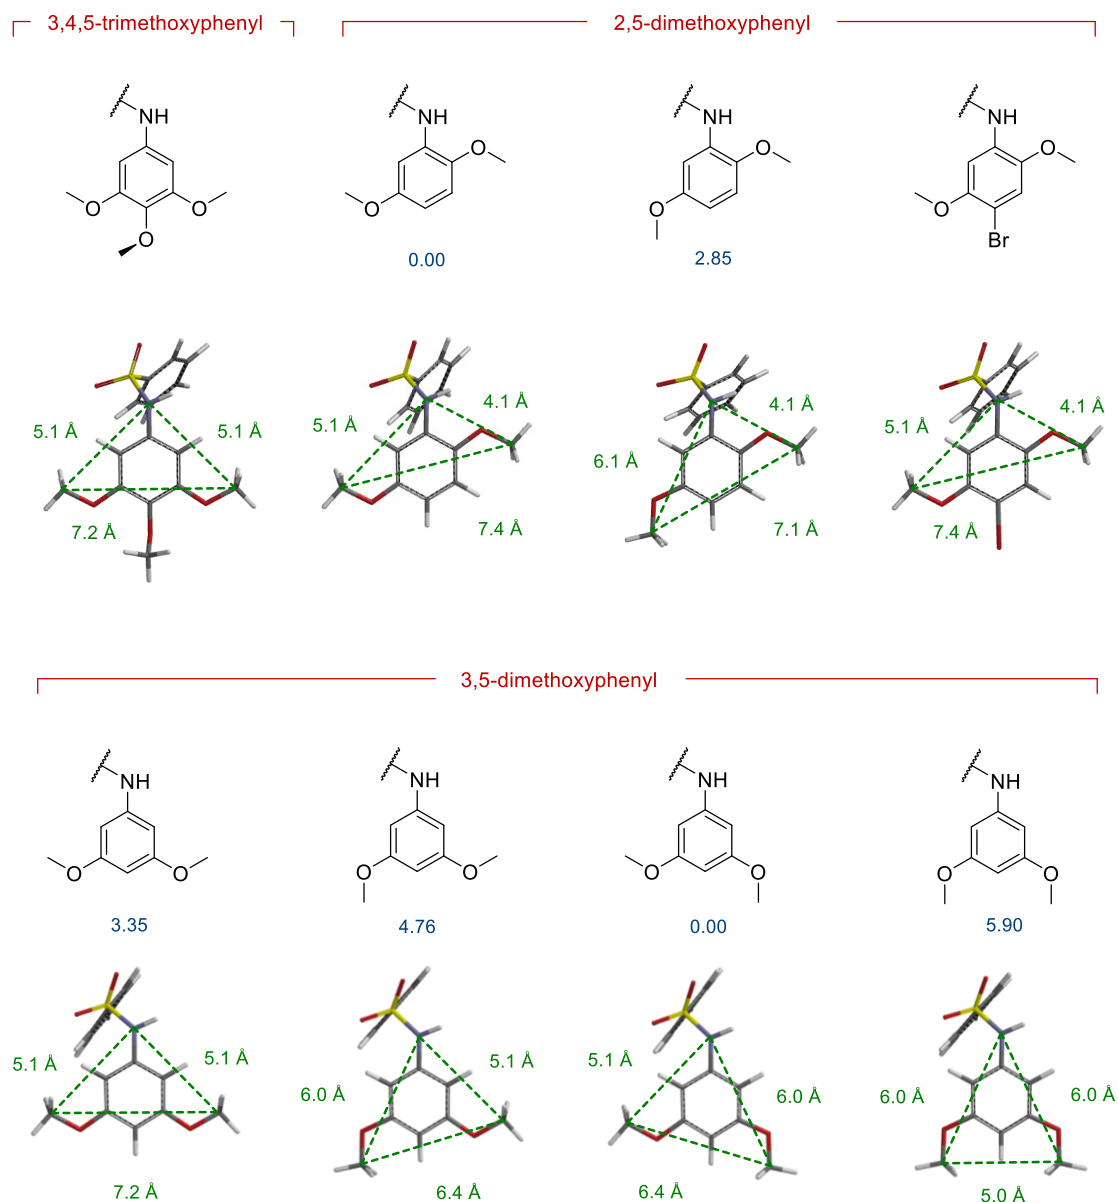 3,4,5-trimethoxyphenyl
2,5-dimethoxyphenyl
NH
O
O
O
NH
O
O
0.00
NH
O
O
2.85
NH
O
O
Br
5.1 Å
5.1 Å
7.2 Å
5.1 Å
4.1 Å
7.4 Å
6.1 Å
4.1 Å
7.1 Å
5.1 Å
4.1 Å
7.4 Å
3,5-dimethoxyphenyl
NH
O
O
3.35
NH
O
O
4.76
NH
O
O
0.00
NH
O
O
5.90
5.1 Å
5.1 Å
7.2 Å
6.0 Å
5.1 Å
6.4 Å
5.1 Å
6.0 Å
6.4 Å
6.0 Å
6.0 Å
5.0 Å